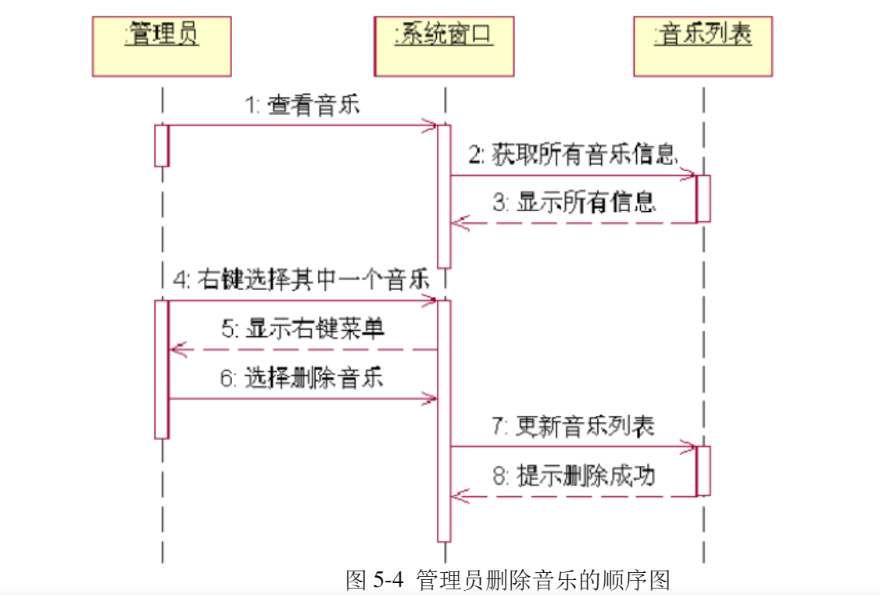 :管理员
:系统窗口
:音乐列表
1: 查看音乐
2: 获取所有音乐信息
3: 显示所有信息
4: 右键选择其中一个音乐
5: 显示右键菜单
6: 选择删除音乐
7: 更新音乐列表
8: 提示删除成功
图 5-4 管理员删除音乐的顺序图